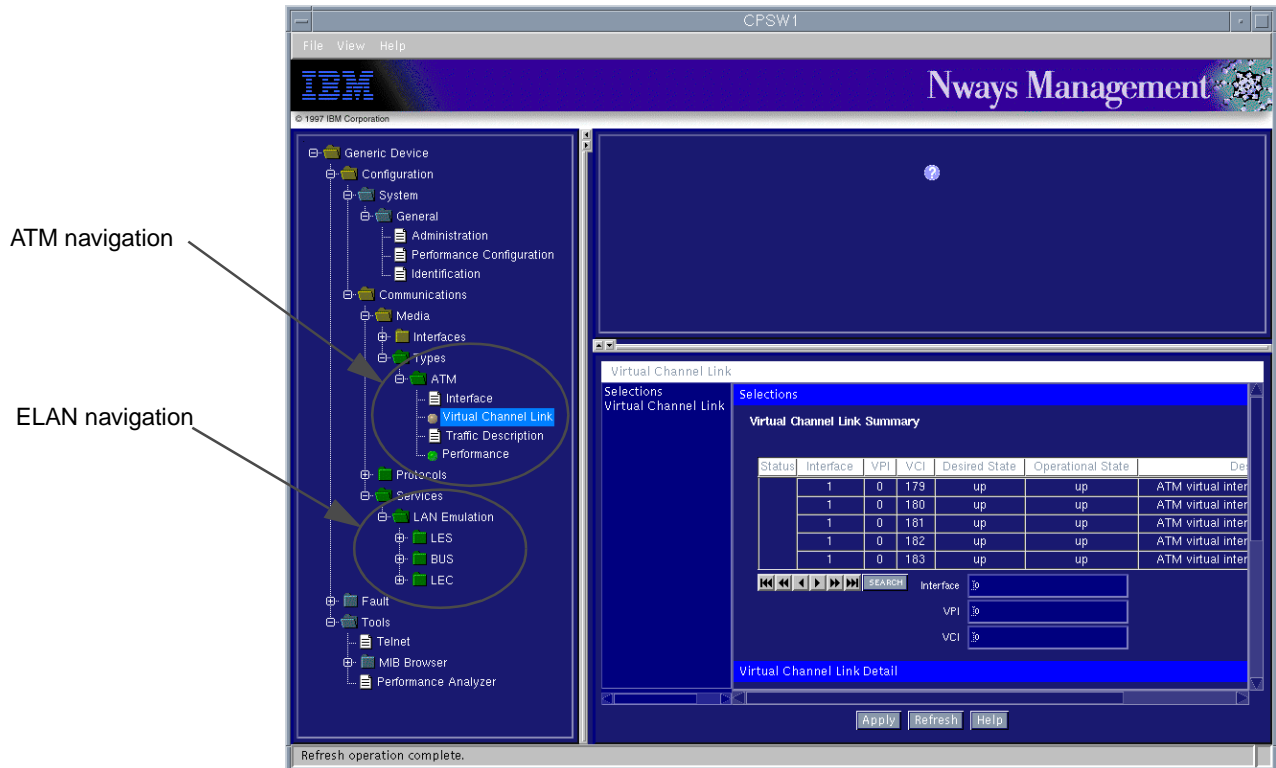 CPSW1
File View Help
IBM
Nways Management
© 1997 IBM Corporation
Generic Device
Configuration
System
General
Administration
Performance Configuration
Identification
Communications
Media
Interfaces
Types
ATM
Interface
Virtual Channel Link
Traffic Description
Performance
Protocols
Services
LAN Emulation
LES
BUS
LEC
Fault
Tools
Telnet
MIB Browser
Performance Analyzer
ATM navigation
ELAN navigation
?
Virtual Channel Link
Selections
Virtual Channel Link
Selections
Virtual Channel Link Summary
Status Interface VPI VCI Desired State Operational State De
1 0 179 up up ATM virtual inter
1 0 180 up up ATM virtual inter
1 0 181 up up ATM virtual inter
1 0 182 up up ATM virtual inter
1 0 183 up up ATM virtual inter
SEARCH Interface 0
VPI 0
VCI 0
Virtual Channel Link Detail
Apply Refresh Help
Refresh operation complete.